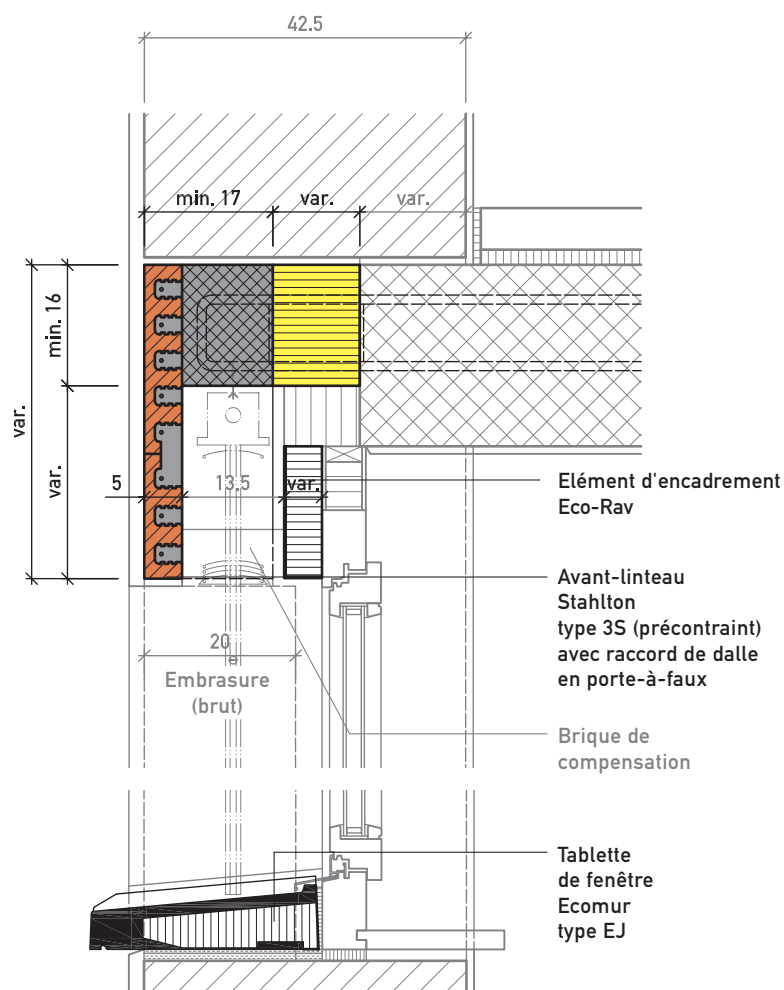 42.5
min. 17
var.
var.
min. 16
var.
var.
5
13.5
var.
Elément d'encadrement
Eco-Rav
Avant-linteau
Stahlton
type 3S (précontraint)
avec raccord de dalle
en porte-à-faux
20
Embrasure
(brut)
Brique de
compensation
Tablette
de fenêtre
Ecomur
type EJ